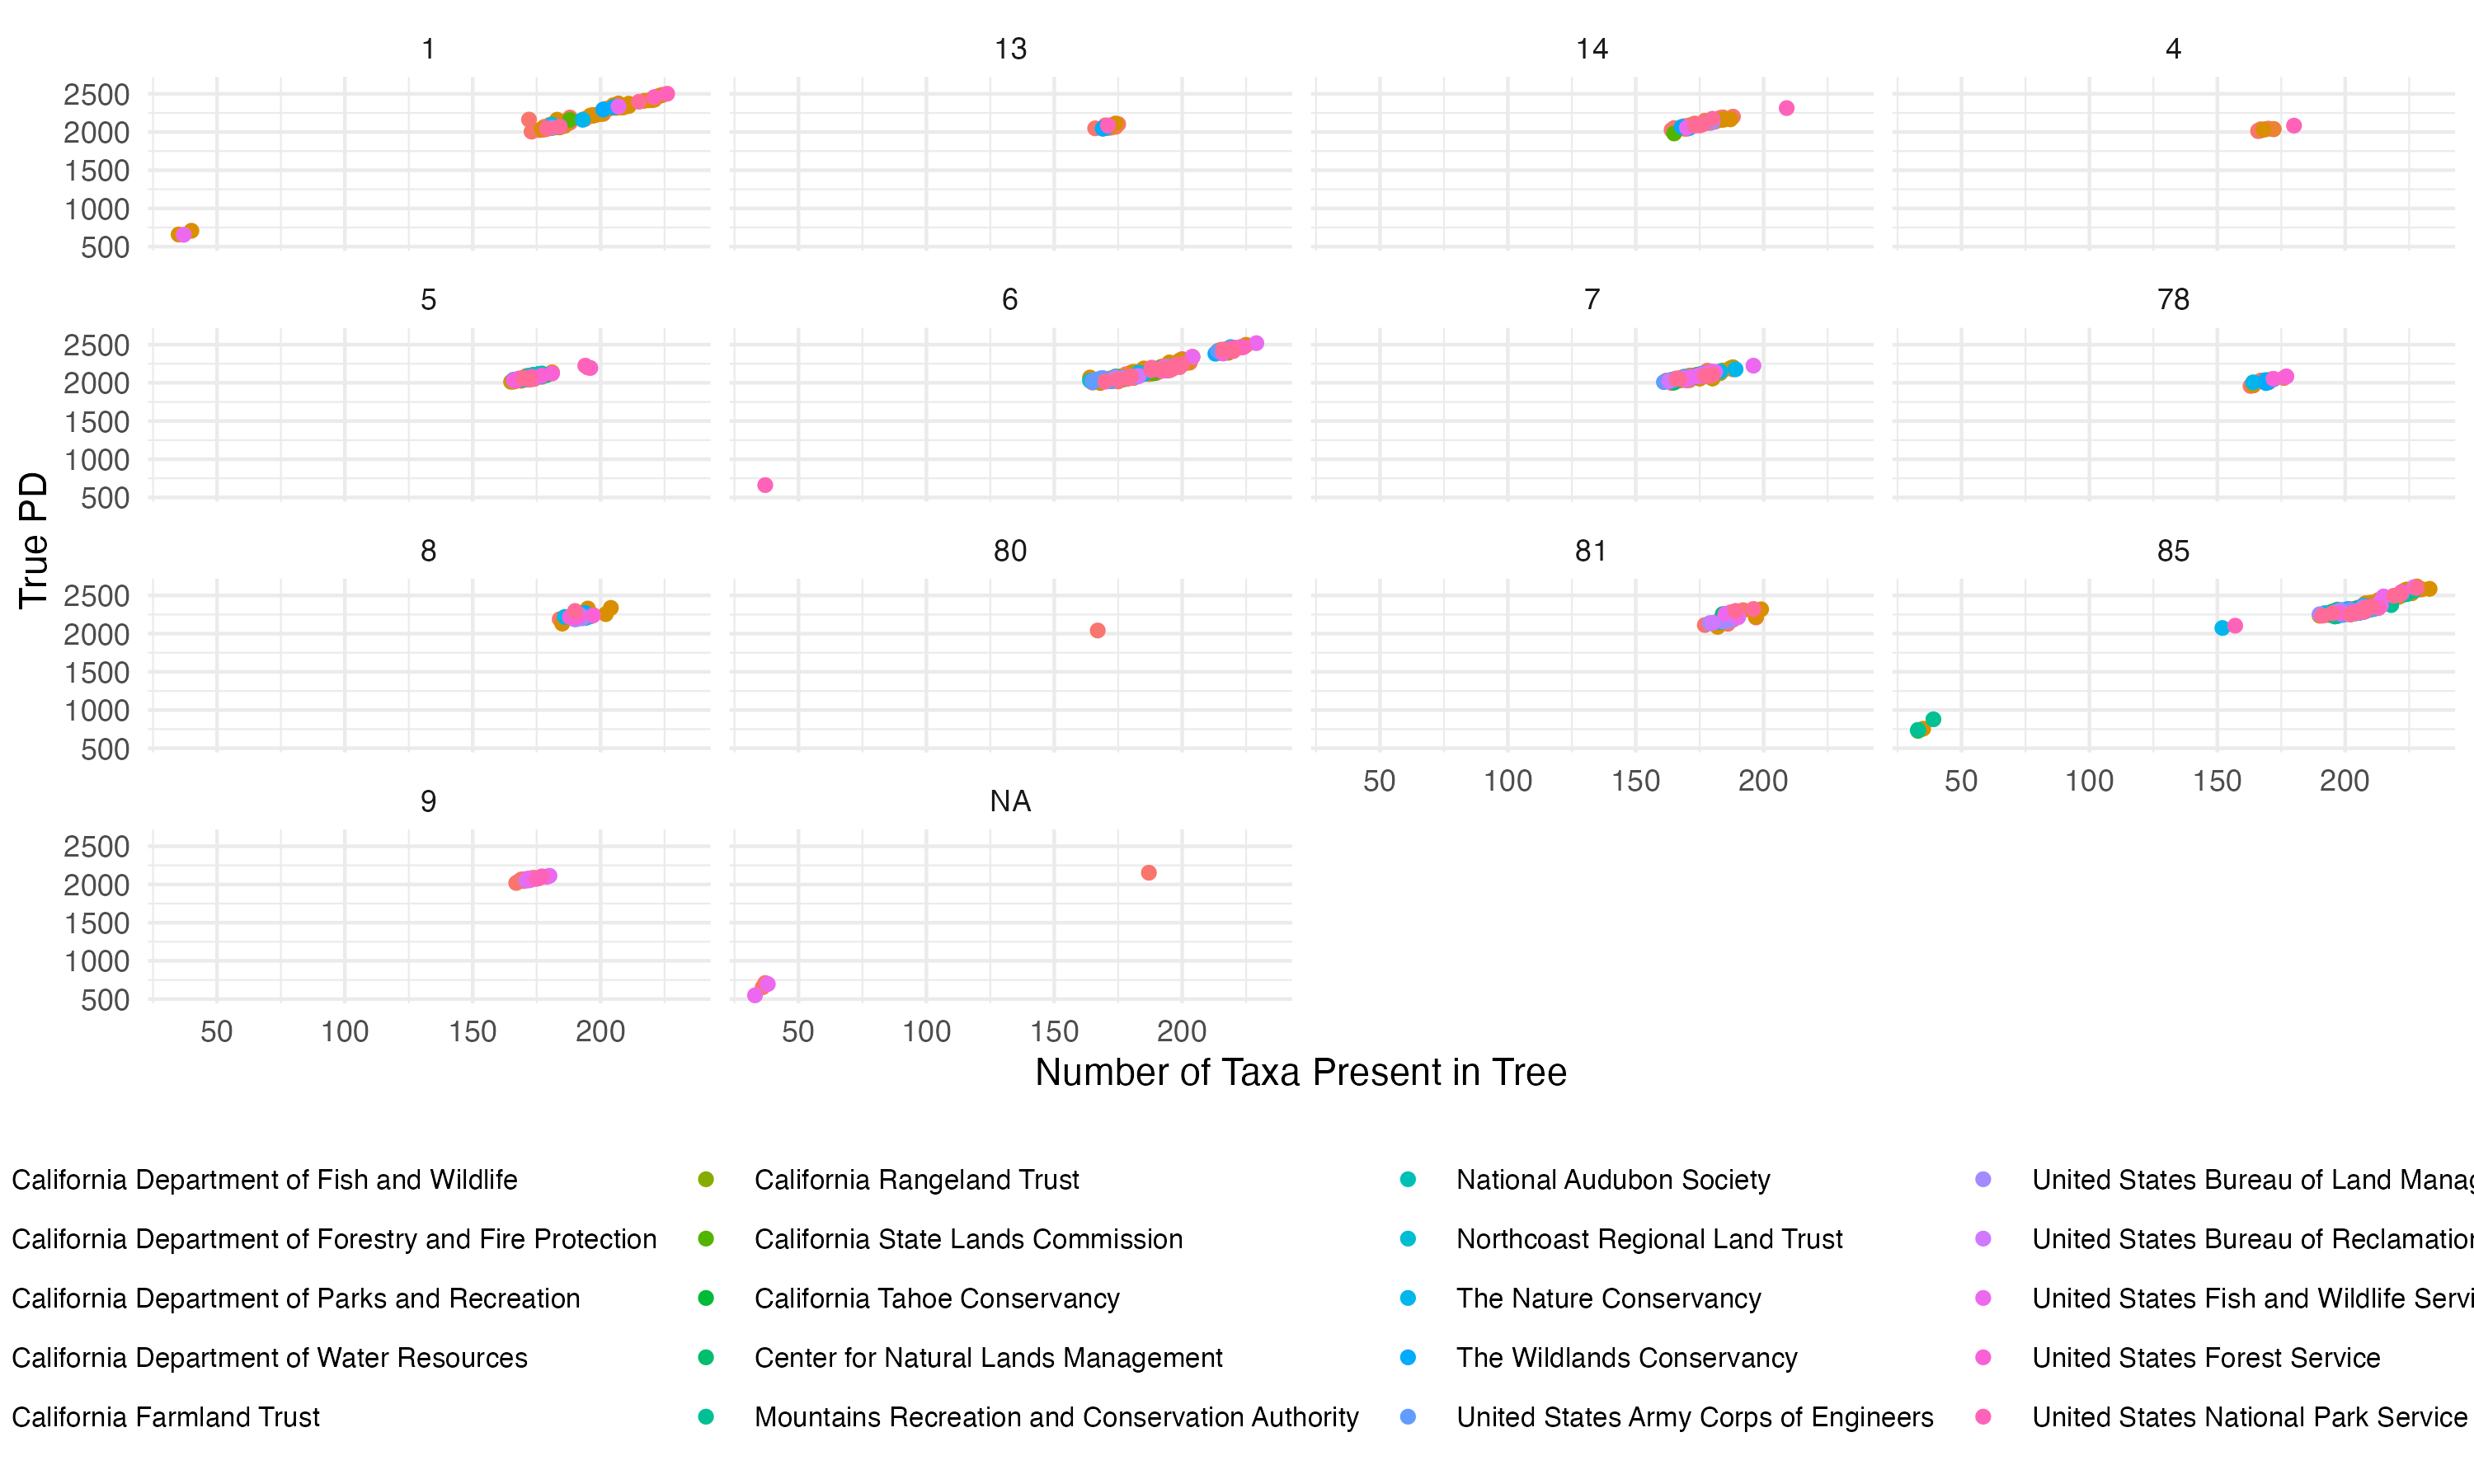 1 13 14 4
2500
2000
1500
1000
500
5 6 7 78
2500
2000
1500
1000
500
8 80 81 85
2500
2000
1500
1000
500
50 100 150 200 50 100 150 200
9 NA
2500
2000
1500
1000
500
50 100 150 200 50 100 150 200
True PD
Number of Taxa Present in Tree
California Department of Fish and Wildlife California Rangeland Trust National Audubon Society United States Bureau of Land Manag
California Department of Forestry and Fire Protection California State Lands Commission Northcoast Regional Land Trust United States Bureau of Reclamation
California Department of Parks and Recreation California Tahoe Conservancy The Nature Conservancy United States Fish and Wildlife Servi
California Department of Water Resources Center for Natural Lands Management The Wildlands Conservancy United States Forest Service
California Farmland Trust Mountains Recreation and Conservation Authority United States Army Corps of Engineers United States National Park Service